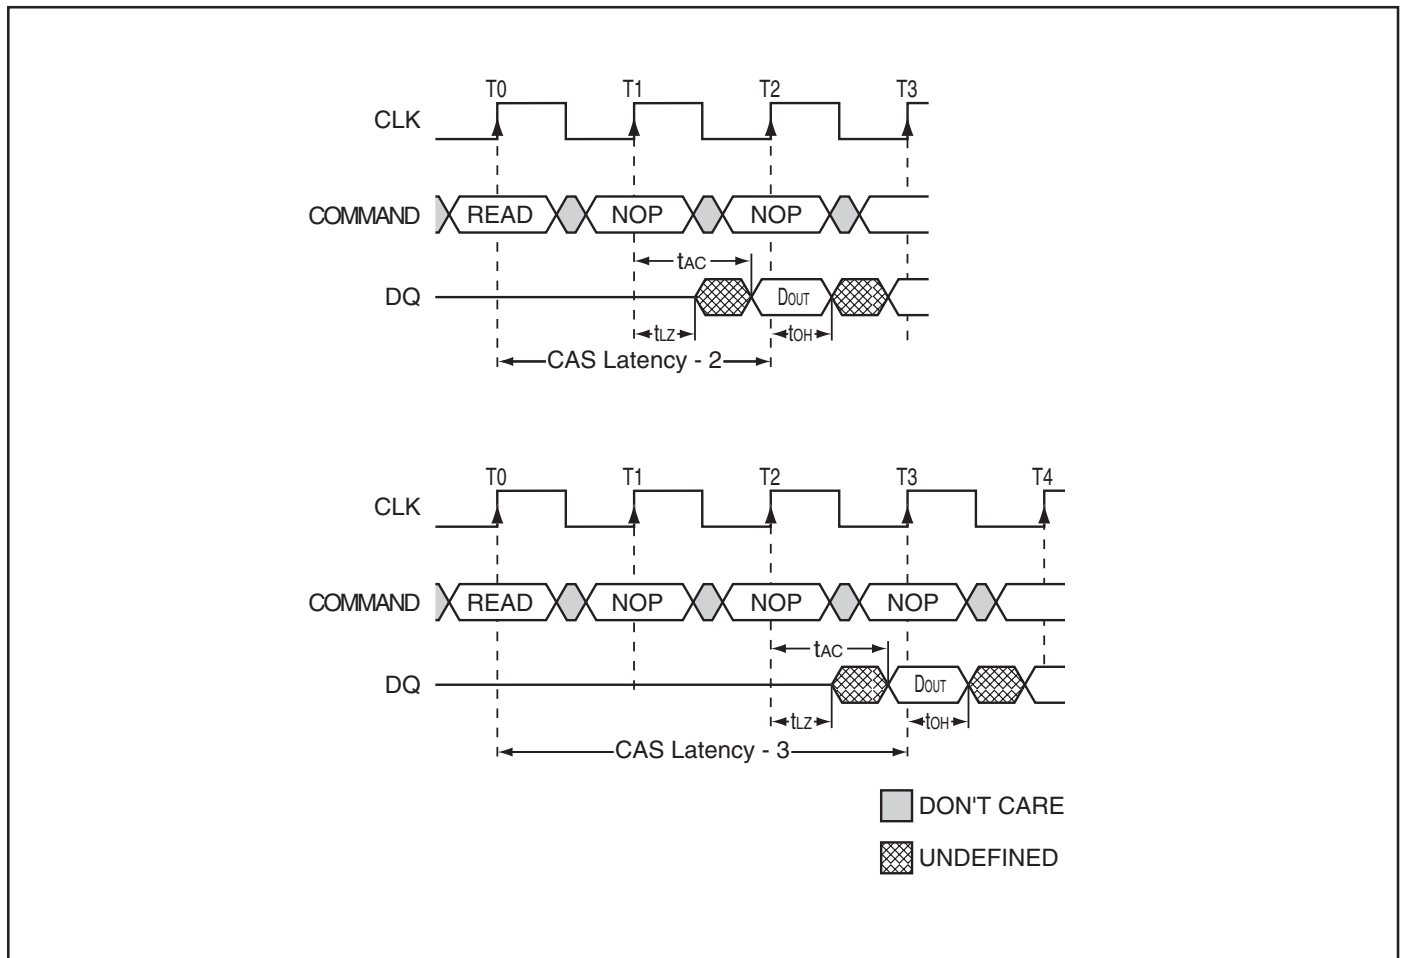 T0 T1 T2 T3
CLK
COMMAND READ NOP NOP
tAC
DQ DOUT
tLZ tOH
CAS Latency - 2
T0 T1 T2 T3 T4
CLK
COMMAND READ NOP NOP NOP
tAC
DQ DOUT
tLZ tOH
CAS Latency - 3
DON'T CARE
UNDEFINED